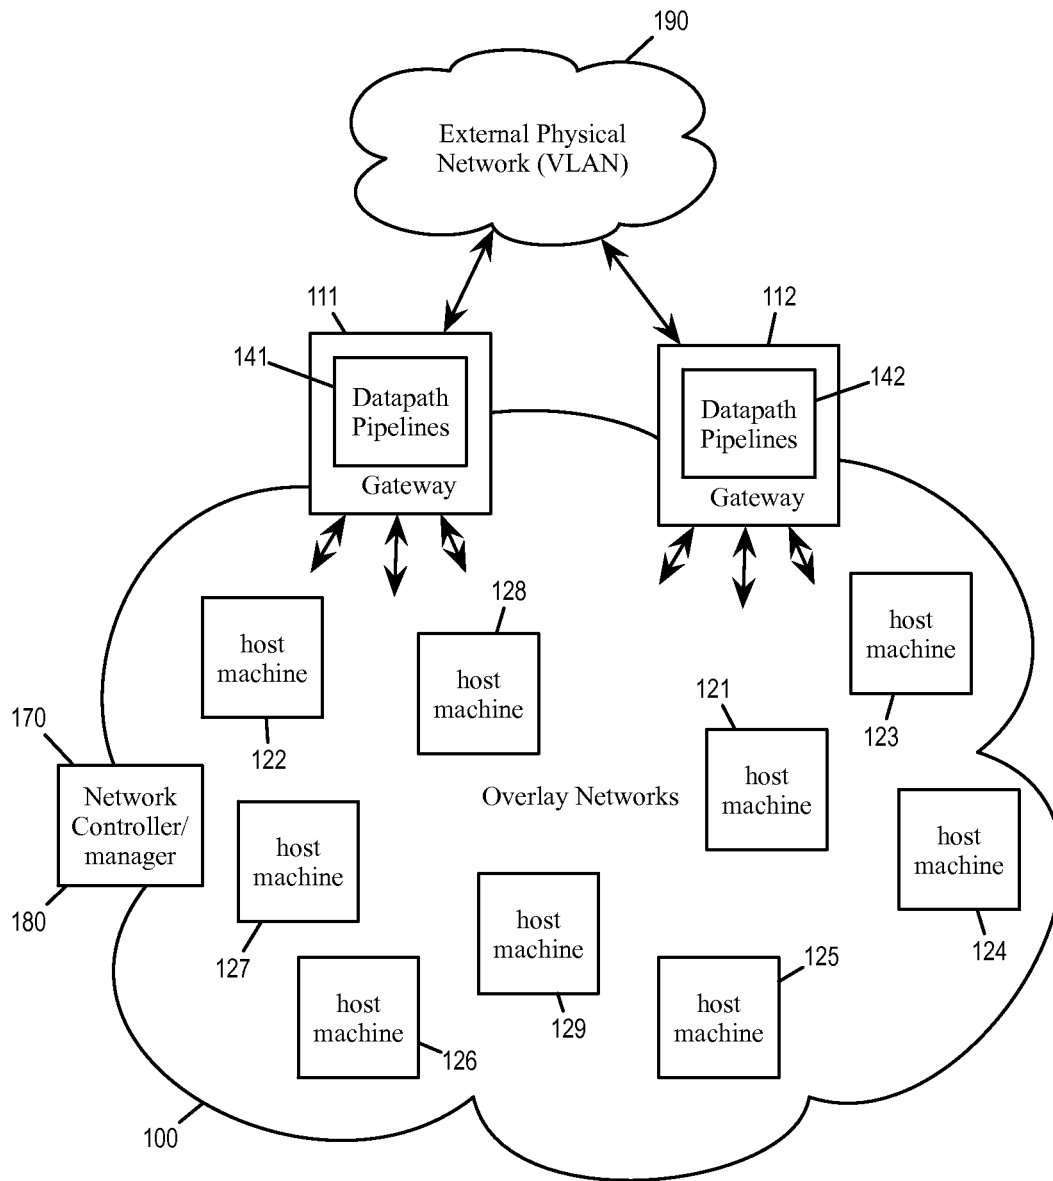 190
External Physical
Network (VLAN)
111
112
141
142
Datapath
Pipelines
Gateway
Datapath
Pipelines
Gateway
128
host
machine
122
host
machine
host
machine
123
121
host
machine
170
Network
Controller/
manager
180
Overlay Networks
host
machine
127
host
machine
124
host
machine
129
host
machine
126
125
host
machine
100